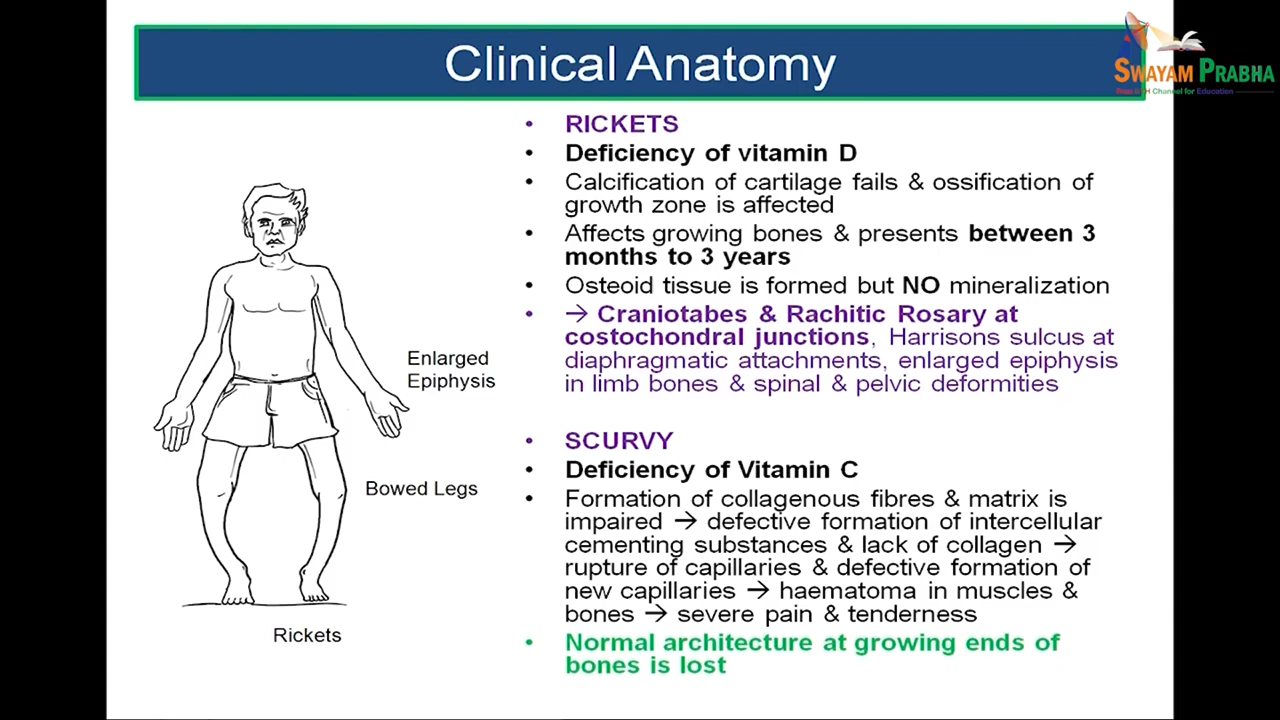 Clinical Anatomy
SWAYAM PRABHA
• RICKETS
• Deficiency of vitamin D
• Calcification of cartilage fails & ossification of
growth zone is affected
• Affects growing bones & presents between 3
months to 3 years
• Osteoid tissue is formed but NO mineralization
• → Craniotabes & Rachitic Rosary at
costochondral junctions, Harrisons sulcus at
diaphragmatic attachments, enlarged epiphysis
in limb bones & spinal & pelvic deformities
Enlarged
Epiphysis
Bowed Legs
Rickets
• SCURVY
• Deficiency of Vitamin C
• Formation of collagenous fibres & matrix is
impaired → defective formation of intercellular
cementing substances & lack of collagen →
rupture of capillaries & defective formation of
new capillaries → haematoma in muscles &
bones → severe pain & tenderness
• Normal architecture at growing ends of
bones is lost